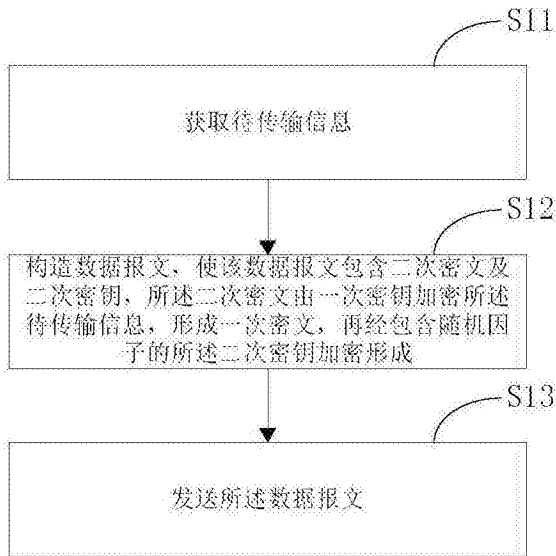 S11
获取待传输信息
S12
构造数据报文，使该数据报文包含二次密文及
二次密钥，所述二次密文由一次密钥加密所述
待传输信息，形成一次密文，再经包含随机因
子的所述二次密钥加密形成
S13
发送所述数据报文